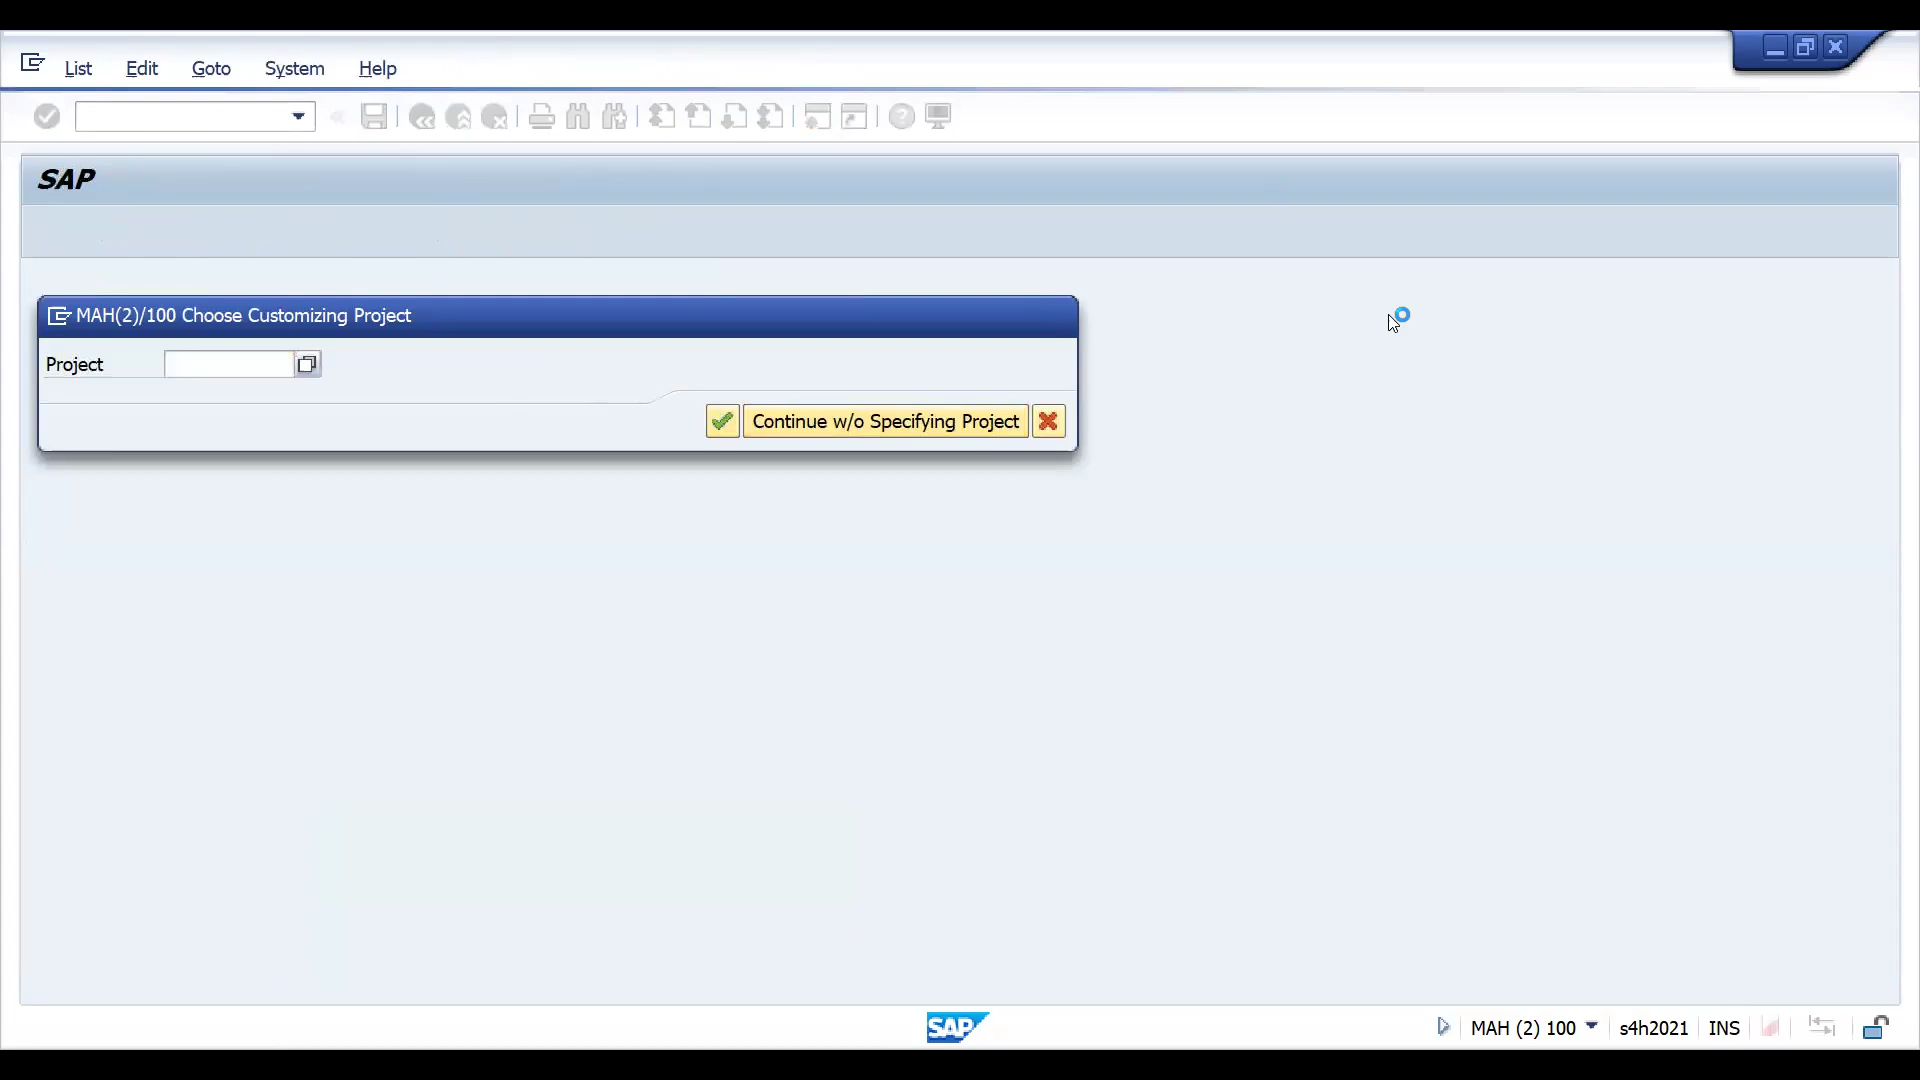 List Edit Goto System Help
SAP
MAH(2)/100 Choose Customizing Project
Project
Continue w/o Specifying Project
SAP
MAH (2) 100 s4h2021 INS